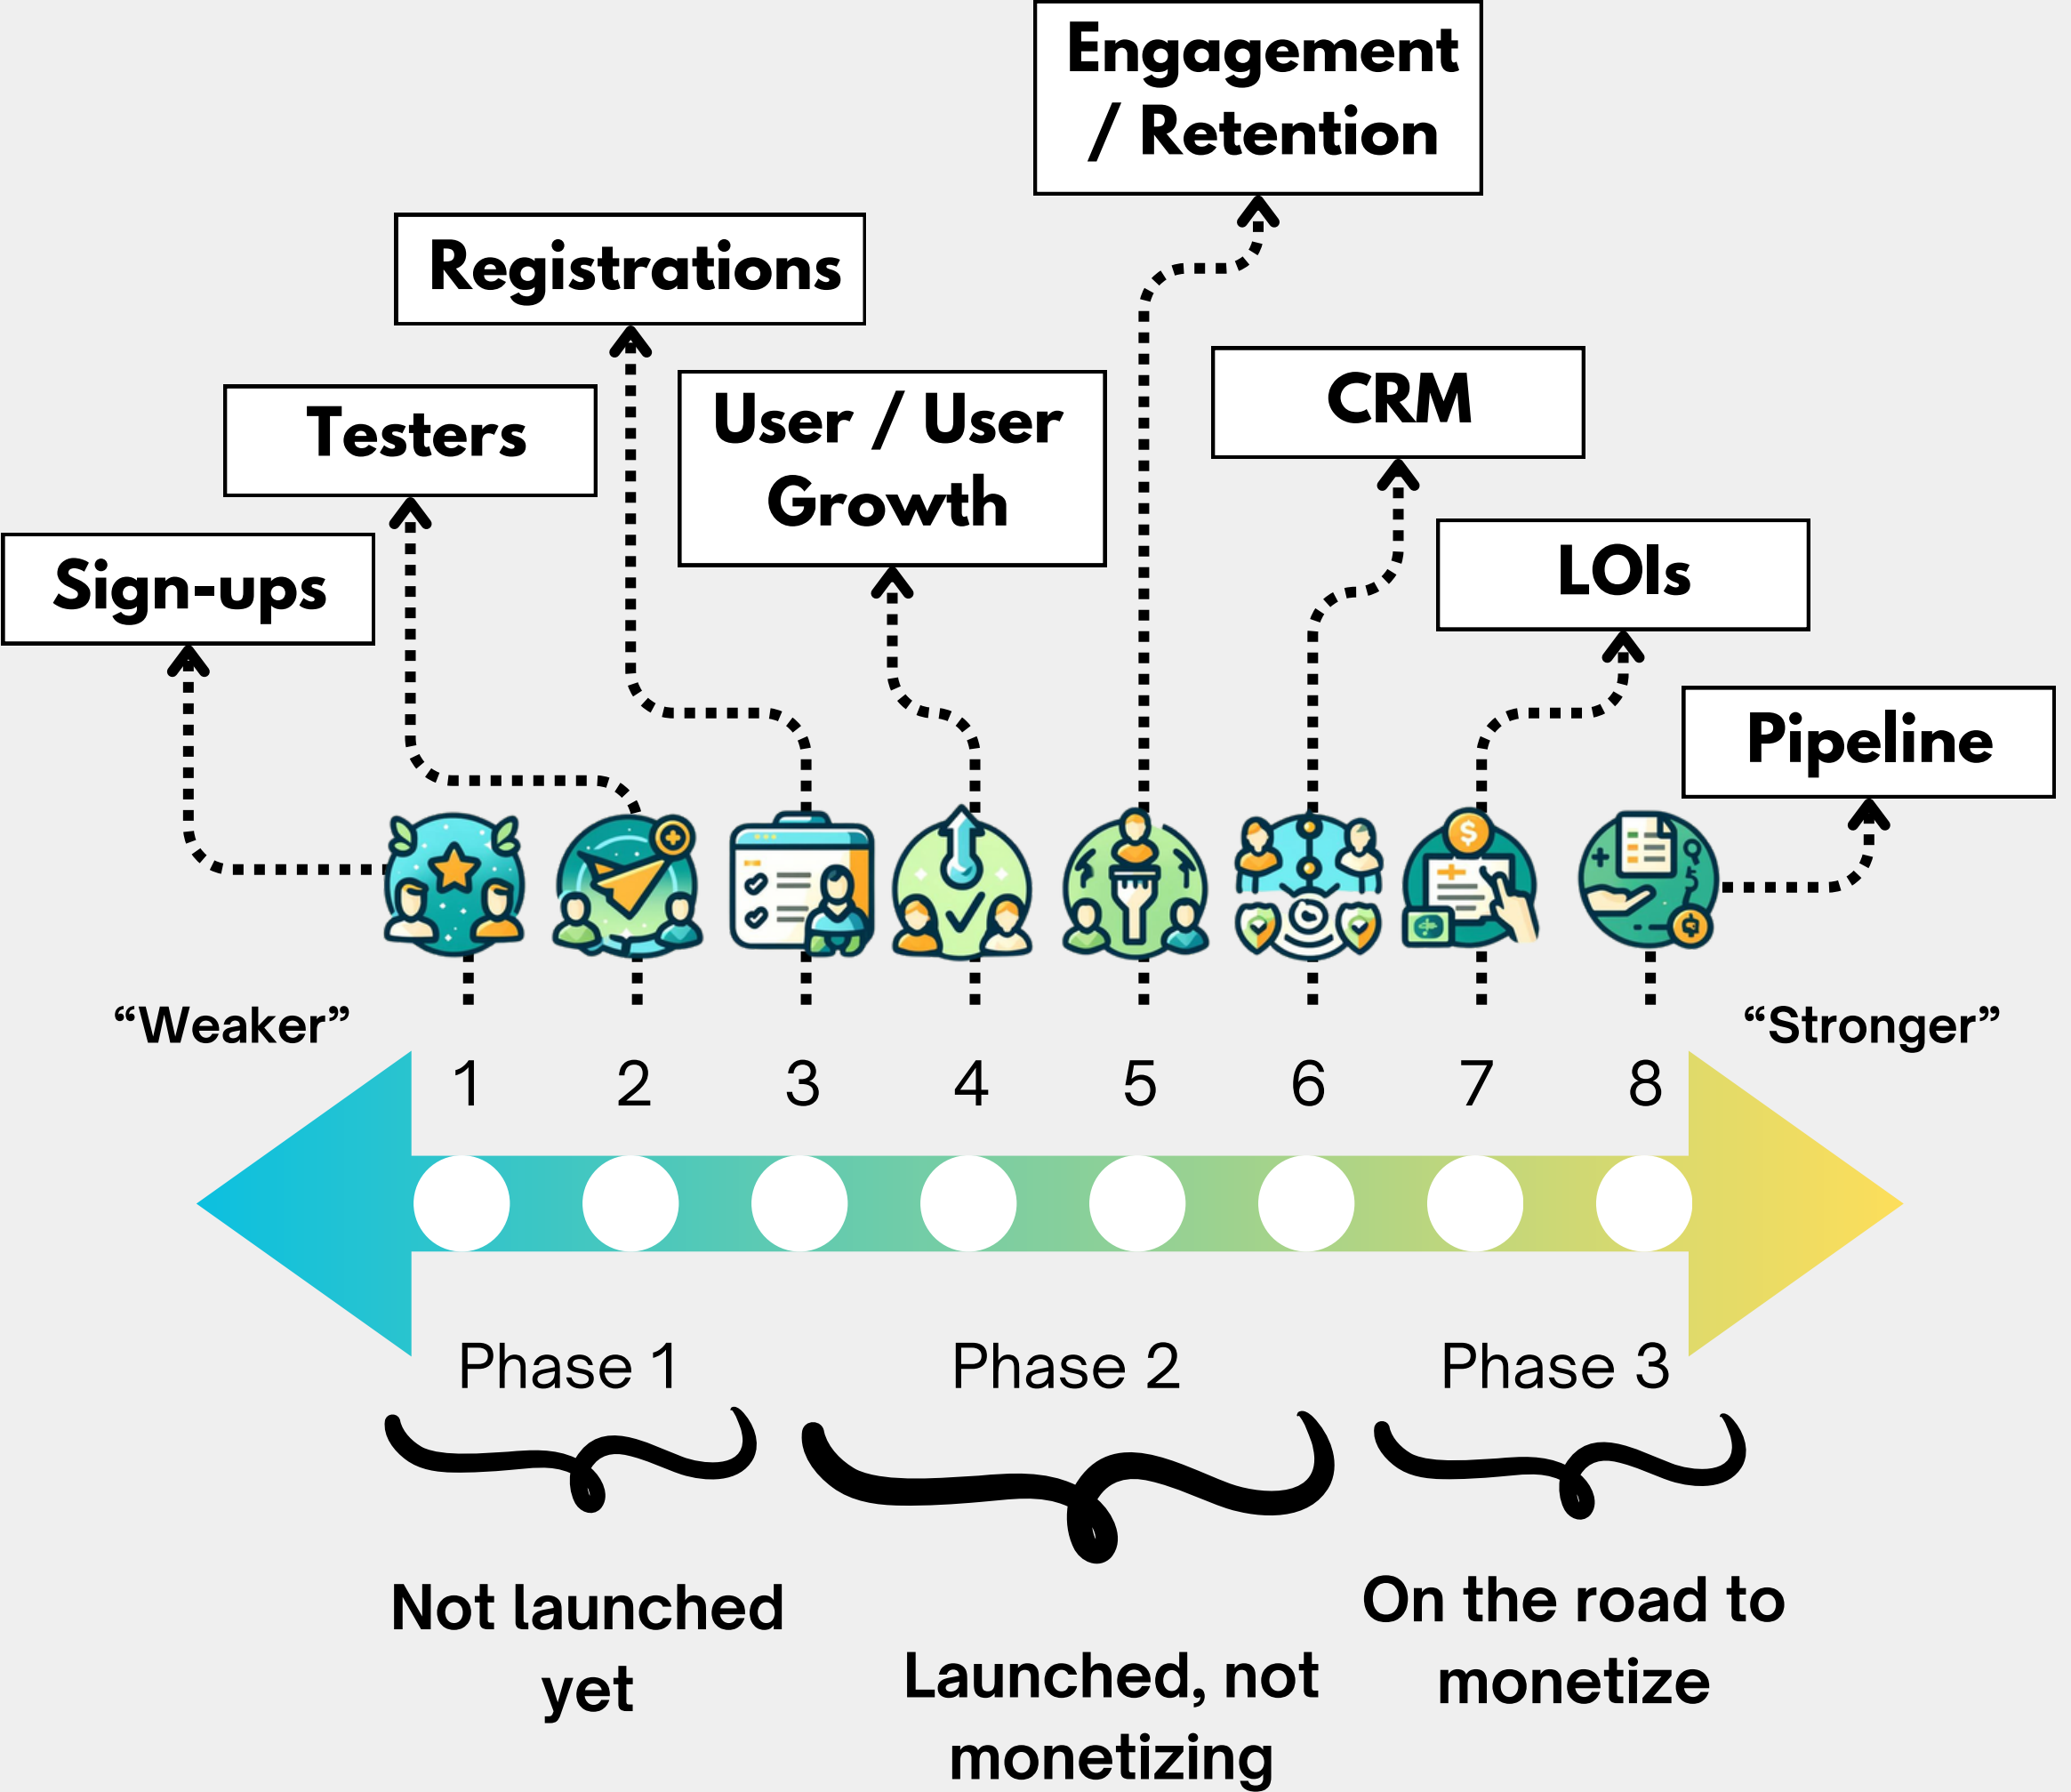 Engagement
/ Retention
Registrations
CRM
User / User
Growth
Testers
LOIs
Sign-ups
Pipeline
“Weaker”
“Stronger”
1 2 3 4 5 6 7 8
Phase 1
Phase 2
Phase 3
Not launched
yet
Launched, not
monetizing
On the road to
monetize